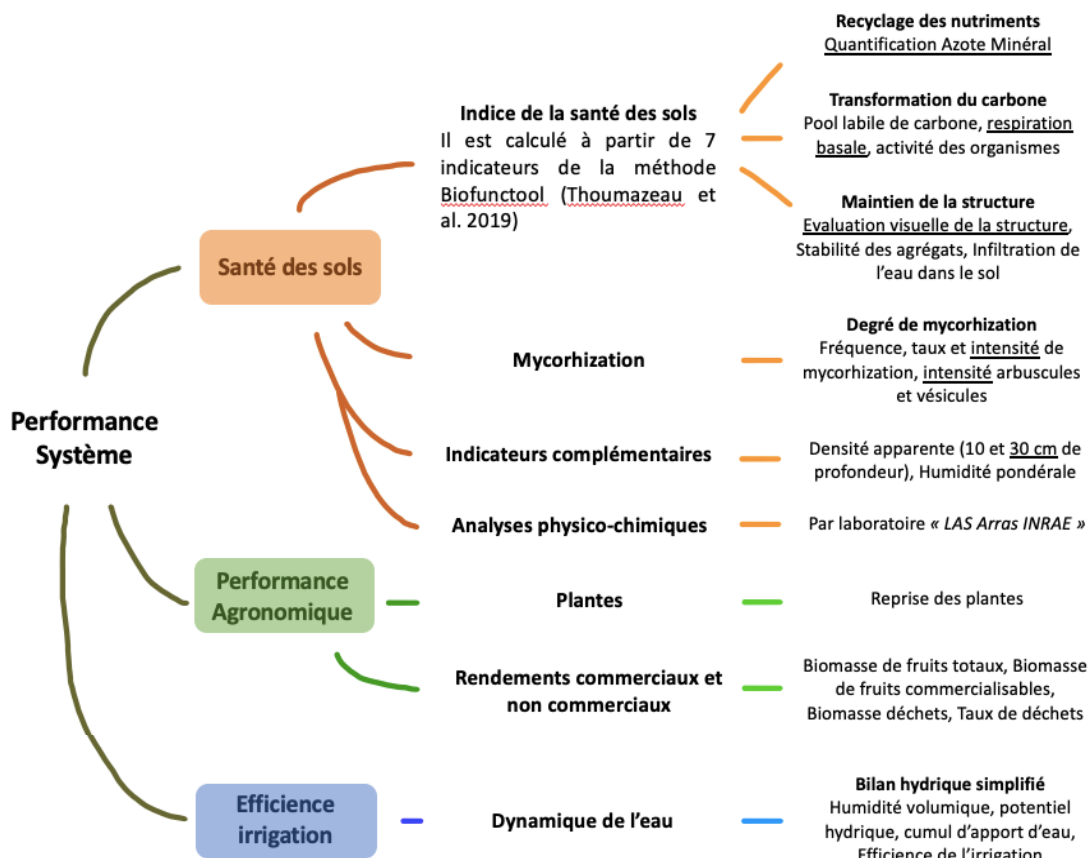 Recyclage des nutriments
Quantification Azote Minéral
Indice de la santé des sols
Il est calculé à partir de 7
indicateurs de la méthode
Biofunctool (Thoumazeau et
al. 2019)
Transformation du carbone
Pool labile de carbone, respiration
basale, activité des organismes
Maintien de la structure
Evaluation visuelle de la structure,
Stabilité des agrégats, Infiltration de
l'eau dans le sol
Santé des sols
Mycorhization
Degré de mycorhization
Fréquence, taux et intensité de
mycorhization, intensité arbuscules
et vésicules
Performance
Système
Indicateurs complémentaires
Densité apparente (10 et 30 cm de
profondeur), Humidité pondérale
Analyses physico-chimiques
Par laboratoire « LAS Arras INRAE »
Performance
Agronomique
Plantes
Reprise des plantes
Rendements commerciaux et
non commerciaux
Biomasse de fruits totaux, Biomasse
de fruits commercialisables,
Biomasse déchets, Taux de déchets
Efficience
irrigation
Dynamique de l'eau
Bilan hydrique simplifié
Humidité volumique, potentiel
hydrique, cumul d'apport d'eau,
Efficience de l'irrigation